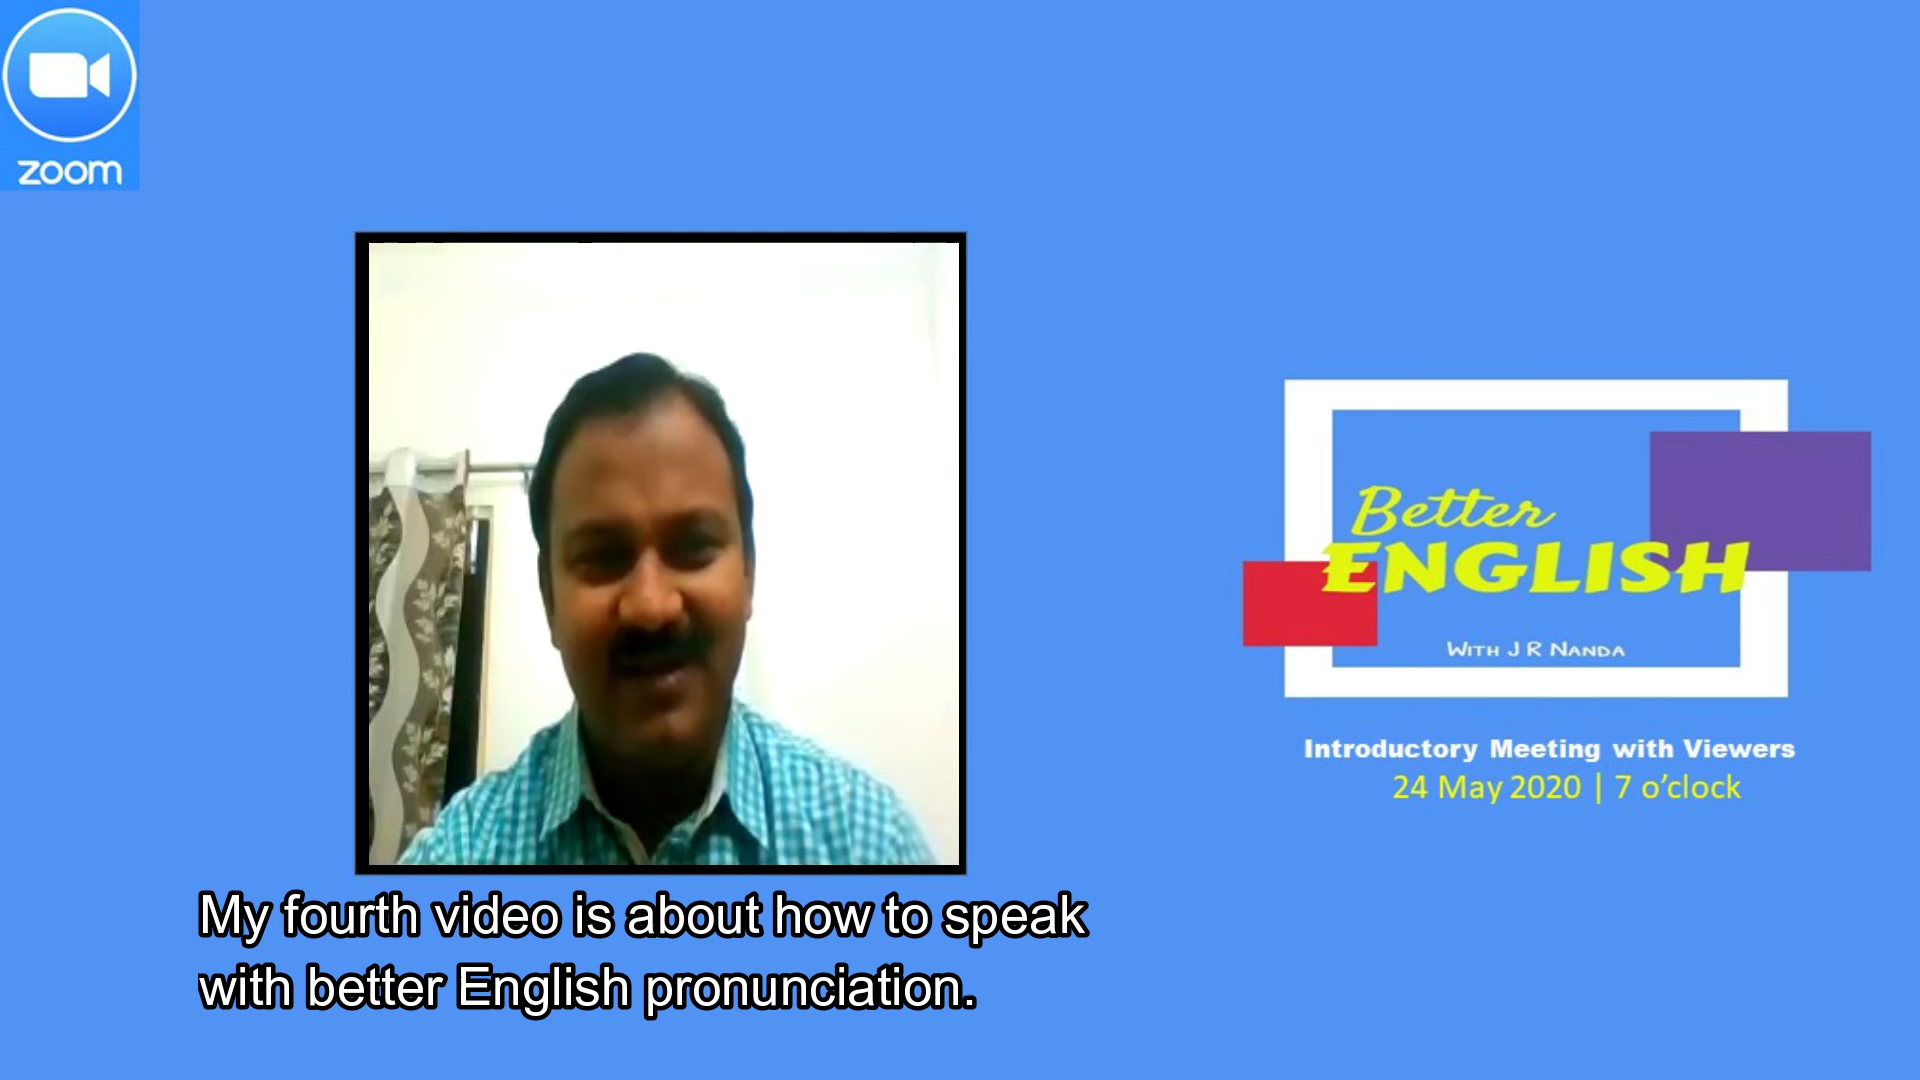 zoom
Better
ENGLISH
WITH J R NANDA
Introductory Meeting with Viewers
24 May 2020 | 7 o’clock
My fourth video is about how to speak
with better English pronunciation.